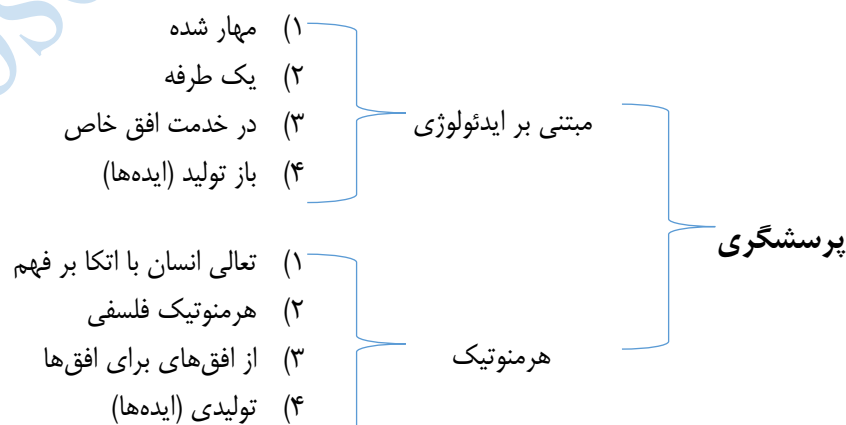 پرسشگری
مبتنی بر ایدئولوژی
۱) مهار شده
۲) یک طرفه
۳) در خدمت افق خاص
۴) باز تولید (ایده‌ها)
هرمنوتیک
۱) تعالی انسان با اتکا بر فهم
۲) هرمنوتیک فلسفی
۳) از افق‌های برای افق‌ها
۴) تولیدی (ایده‌ها)